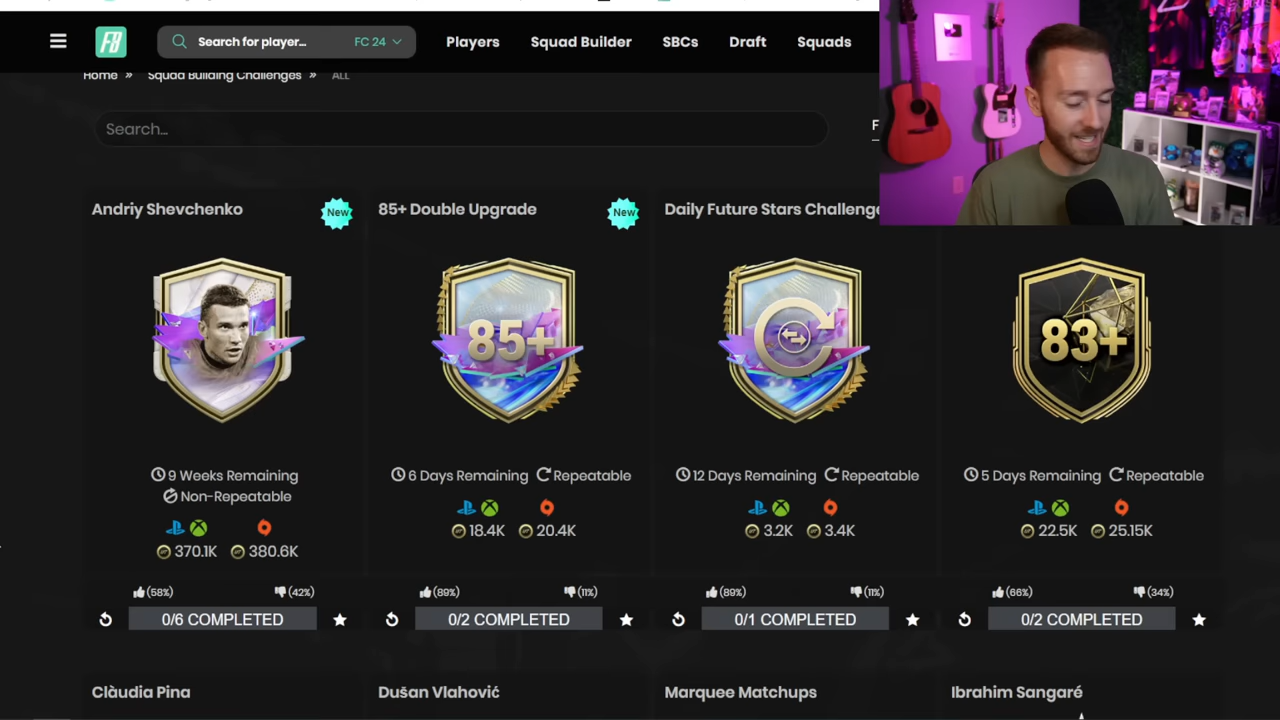 FB
Search for player...
FC 24
Players
Squad Builder
SBCs
Draft
Squads
Home » Squad Building Challenges » ALL
Search...
F
Andriy Shevchenko
New
9 Weeks Remaining
Non-Repeatable
370.1K 380.6K
(58%) (42%)
0/6 COMPLETED
85+ Double Upgrade
New
85+
6 Days Remaining Repeatable
18.4K 20.4K
(89%) (11%)
0/2 COMPLETED
Daily Future Stars Challenge
12 Days Remaining Repeatable
3.2K 3.4K
(89%) (11%)
0/1 COMPLETED
83+
5 Days Remaining Repeatable
22.5K 25.15K
(66%) (34%)
0/2 COMPLETED
Clàudia Pina
Dušan Vlahović
Marquee Matchups
Ibrahim Sangaré